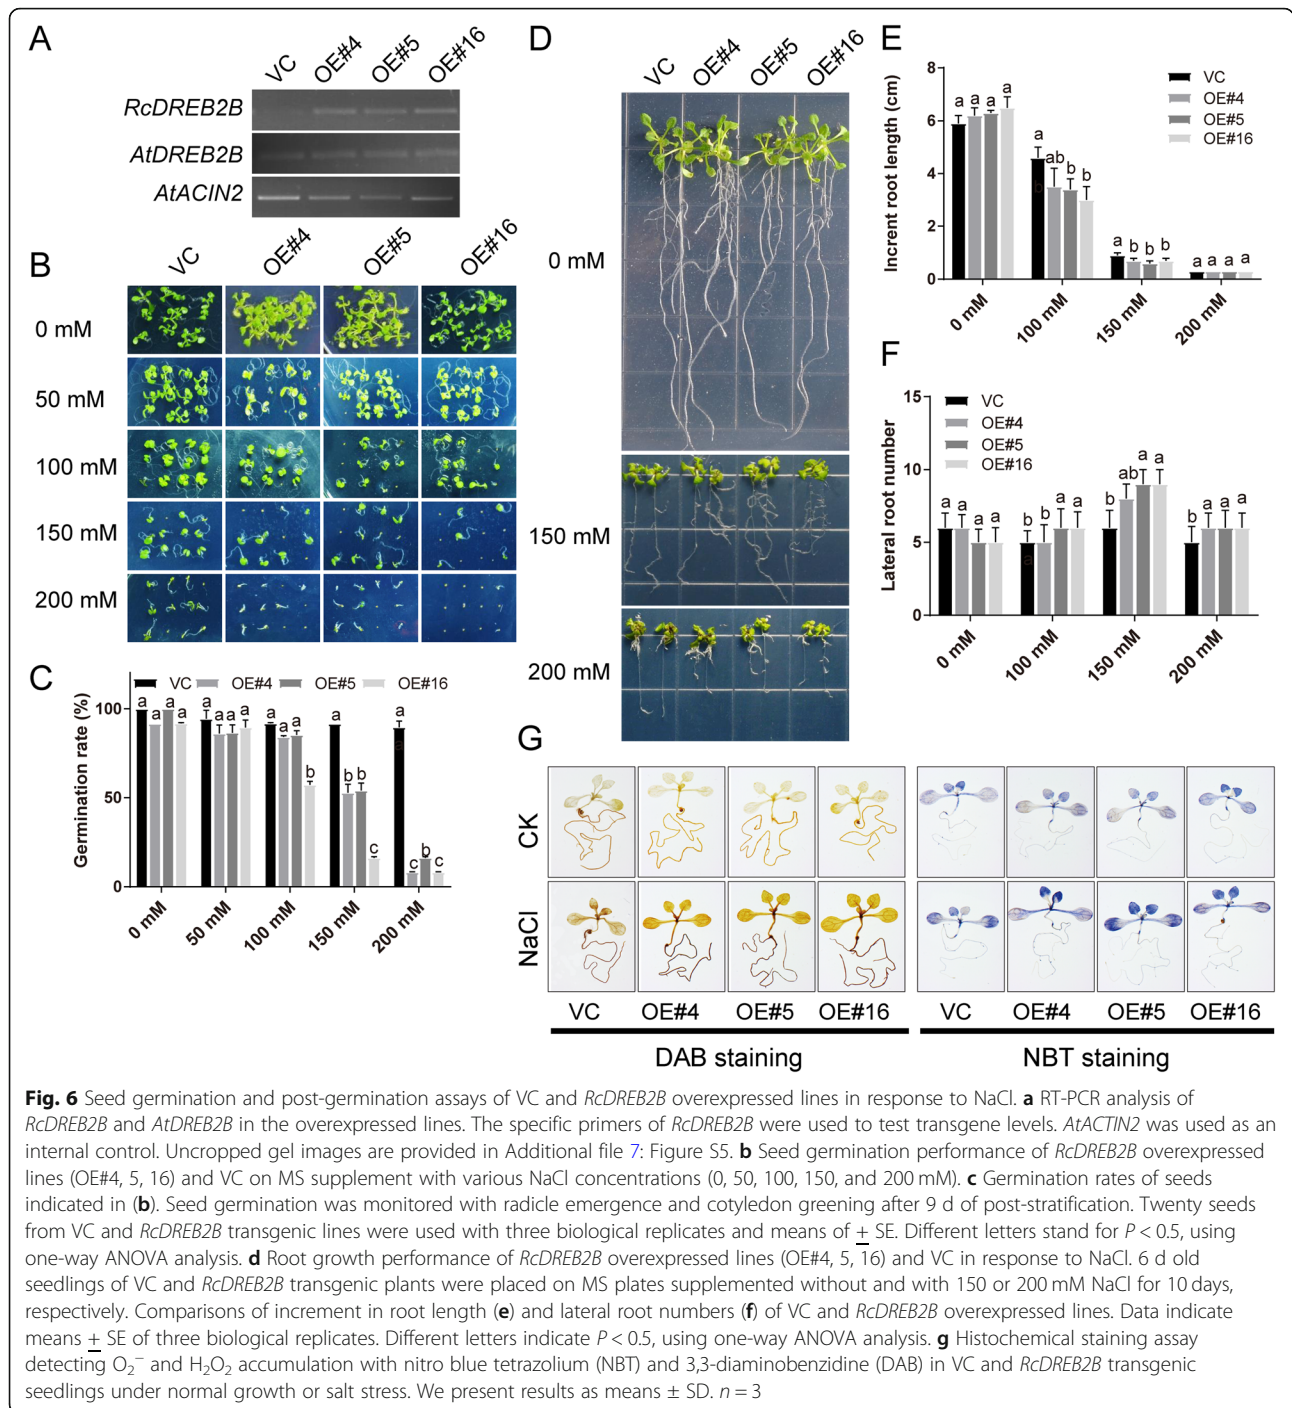 A
VC OE#4 OE#5 OE#16
RcDREB2B
AtDREB2B
AtACIN2
B
VC OE#4 OE#5 OE#16
0 mM
50 mM
100 mM
150 mM
200 mM
C
Germination rate (%)
VC OE#4 OE#5 OE#16
100
50
0
a a a a
a a a a
a a a b
a b b c
a a c b c
0 mM 50 mM 100 mM 150 mM 200 mM
D
VC OE#4 OE#5 OE#16
0 mM
150 mM
200 mM
E
Incrent root length (cm)
8
6
4
2
0
VC
OE#4
OE#5
OE#16
a a a a
a b ab b b
a b b b
a a a a
0 mM 100 mM 150 mM 200 mM
F
Lateral root number
15
10
5
0
VC
OE#4
OE#5
OE#16
a a a a
b a b a a
b ab a a
b a a a
0 mM 100 mM 150 mM 200 mM
G
CK
NaCl
VC OE#4 OE#5 OE#16 VC OE#4 OE#5 OE#16
DAB staining NBT staining
Fig. 6 Seed germination and post-germination assays of VC and RcDREB2B overexpressed lines in response to NaCl. a RT-PCR analysis of
RcDREB2B and AtDREB2B in the overexpressed lines. The specific primers of RcDREB2B were used to test transgene levels. AtACTIN2 was used as an
internal control. Uncropped gel images are provided in Additional file 7: Figure S5. b Seed germination performance of RcDREB2B overexpressed
lines (OE#4, 5, 16) and VC on MS supplement with various NaCl concentrations (0, 50, 100, 150, and 200 mM). c Germination rates of seeds
indicated in (b). Seed germination was monitored with radicle emergence and cotyledon greening after 9 d of post-stratification. Twenty seeds
from VC and RcDREB2B transgenic lines were used with three biological replicates and means of ± SE. Different letters stand for P < 0.5, using
one-way ANOVA analysis. d Root growth performance of RcDREB2B overexpressed lines (OE#4, 5, 16) and VC in response to NaCl. 6 d old
seedlings of VC and RcDREB2B transgenic plants were placed on MS plates supplemented without and with 150 or 200 mM NaCl for 10 days,
respectively. Comparisons of increment in root length (e) and lateral root numbers (f) of VC and RcDREB2B overexpressed lines. Data indicate
means ± SE of three biological replicates. Different letters indicate P < 0.5, using one-way ANOVA analysis. g Histochemical staining assay
detecting O₂⁻ and H₂O₂ accumulation with nitro blue tetrazolium (NBT) and 3,3-diaminobenzidine (DAB) in VC and RcDREB2B transgenic
seedlings under normal growth or salt stress. We present results as means ± SD. n = 3